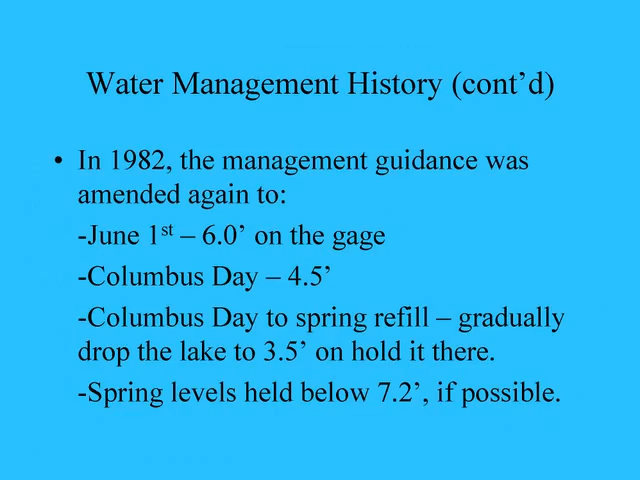 Water Management History (cont’d)
• In 1982, the management guidance was
amended again to:
-June 1st – 6.0’ on the gage
-Columbus Day – 4.5’
-Columbus Day to spring refill – gradually
drop the lake to 3.5’ on hold it there.
-Spring levels held below 7.2’, if possible.